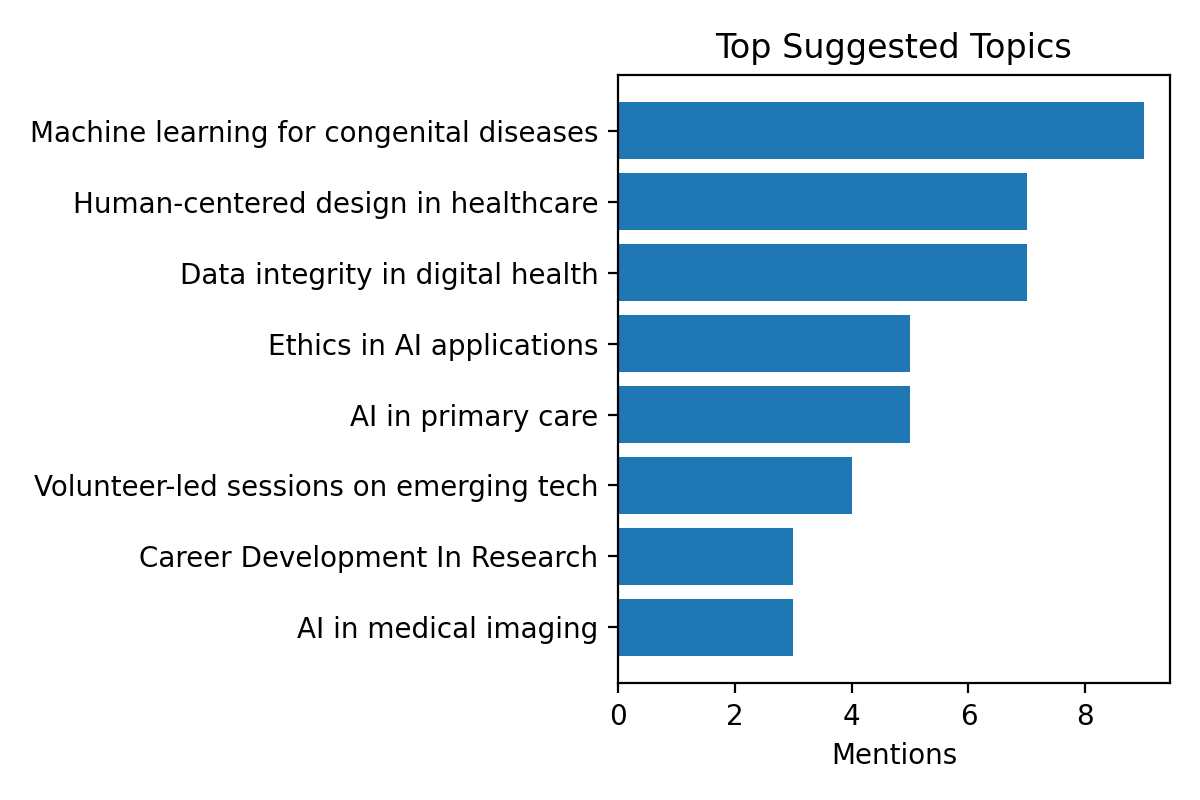 Top Suggested Topics
Machine learning for congenital diseases
Human-centered design in healthcare
Data integrity in digital health
Ethics in AI applications
AI in primary care
Volunteer-led sessions on emerging tech
Career Development In Research
AI in medical imaging
0 2 4 6 8
Mentions